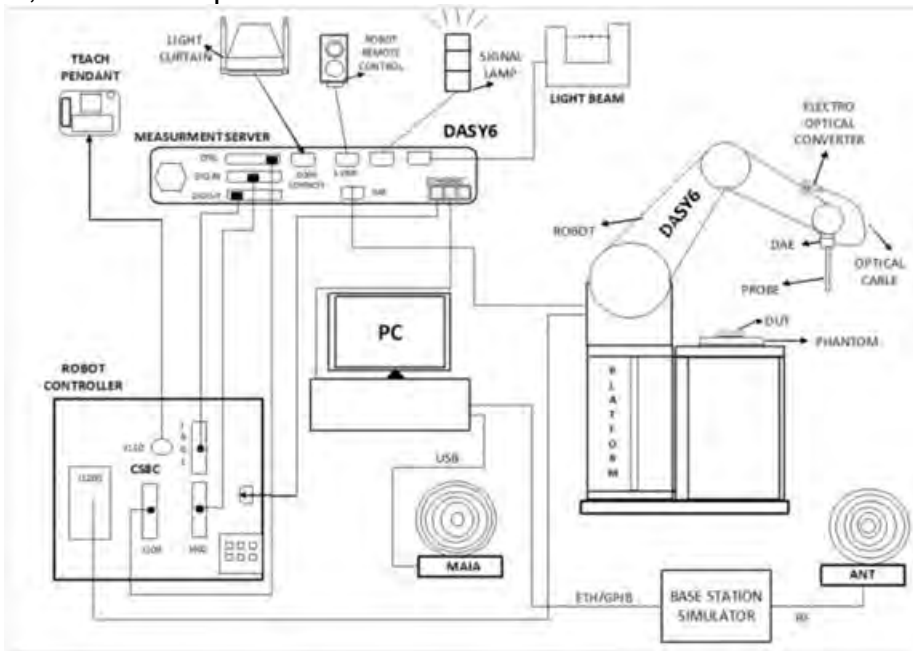 TEACH
PENDANT
LIGHT
CURTAIN
ROBOT
REMOTE
CONTROL
SIGNAL
LAMP
LIGHT BEAM
ELECTRO
OPTICAL
CONVERTER
MEASURMENT SERVER
DASY6
ROBOT
DASY6
DAE
OPTICAL
CABLE
PROBE
PC
DUT
PHANTOM
PLATFORM
ROBOT
CONTROLLER
CS8C
USB
MAIA
ETH/GPIB
BASE STATION
SIMULATOR
RF
ANT